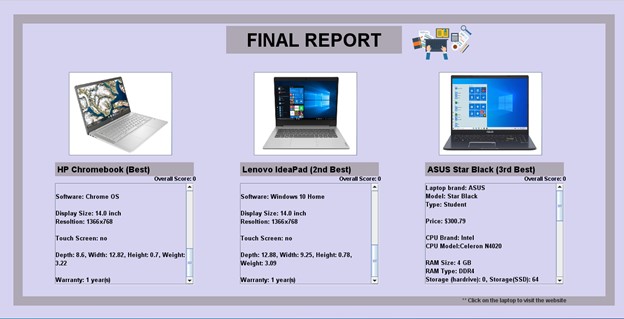 FINAL REPORT
HP Chromebook (Best)
Overall Score: 0
Software: Chrome OS
Display Size: 14.0 inch
Resoltion: 1366x768
Touch Screen: no
Depth: 8.6, Width: 12.82, Height: 0.7, Weight:
3.22
Warranty: 1 year(s)
Lenovo IdeaPad (2nd Best)
Overall Score: 0
Software: Windows 10 Home
Display Size: 14.0 inch
Resoltion: 1366x768
Touch Screen: no
Depth: 12.88, Width: 9.25, Height: 0.78,
Weight: 3.09
Warranty: 1 year(s)
ASUS Star Black (3rd Best)
Overall Score: 0
Laptop brand: ASUS
Model: Star Black
Type: Student
Price: $300.79
CPU Brand: Intel
CPU Model:Celeron N4020
RAM Size: 4 GB
RAM Type: DDR4
Storage (hardrive): 0, Storage(SSD): 64
** Click on the laptop to visit the website